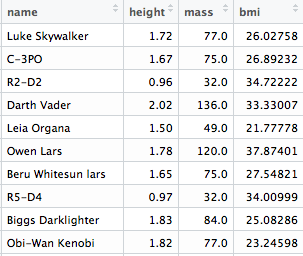 name height mass bmi
Luke Skywalker 1.72 77.0 26.02758
C-3PO 1.67 75.0 26.89232
R2-D2 0.96 32.0 34.72222
Darth Vader 2.02 136.0 33.33007
Leia Organa 1.50 49.0 21.77778
Owen Lars 1.78 120.0 37.87401
Beru Whitesun lars 1.65 75.0 27.54821
R5-D4 0.97 32.0 34.00999
Biggs Darklighter 1.83 84.0 25.08286
Obi-Wan Kenobi 1.82 77.0 23.24598